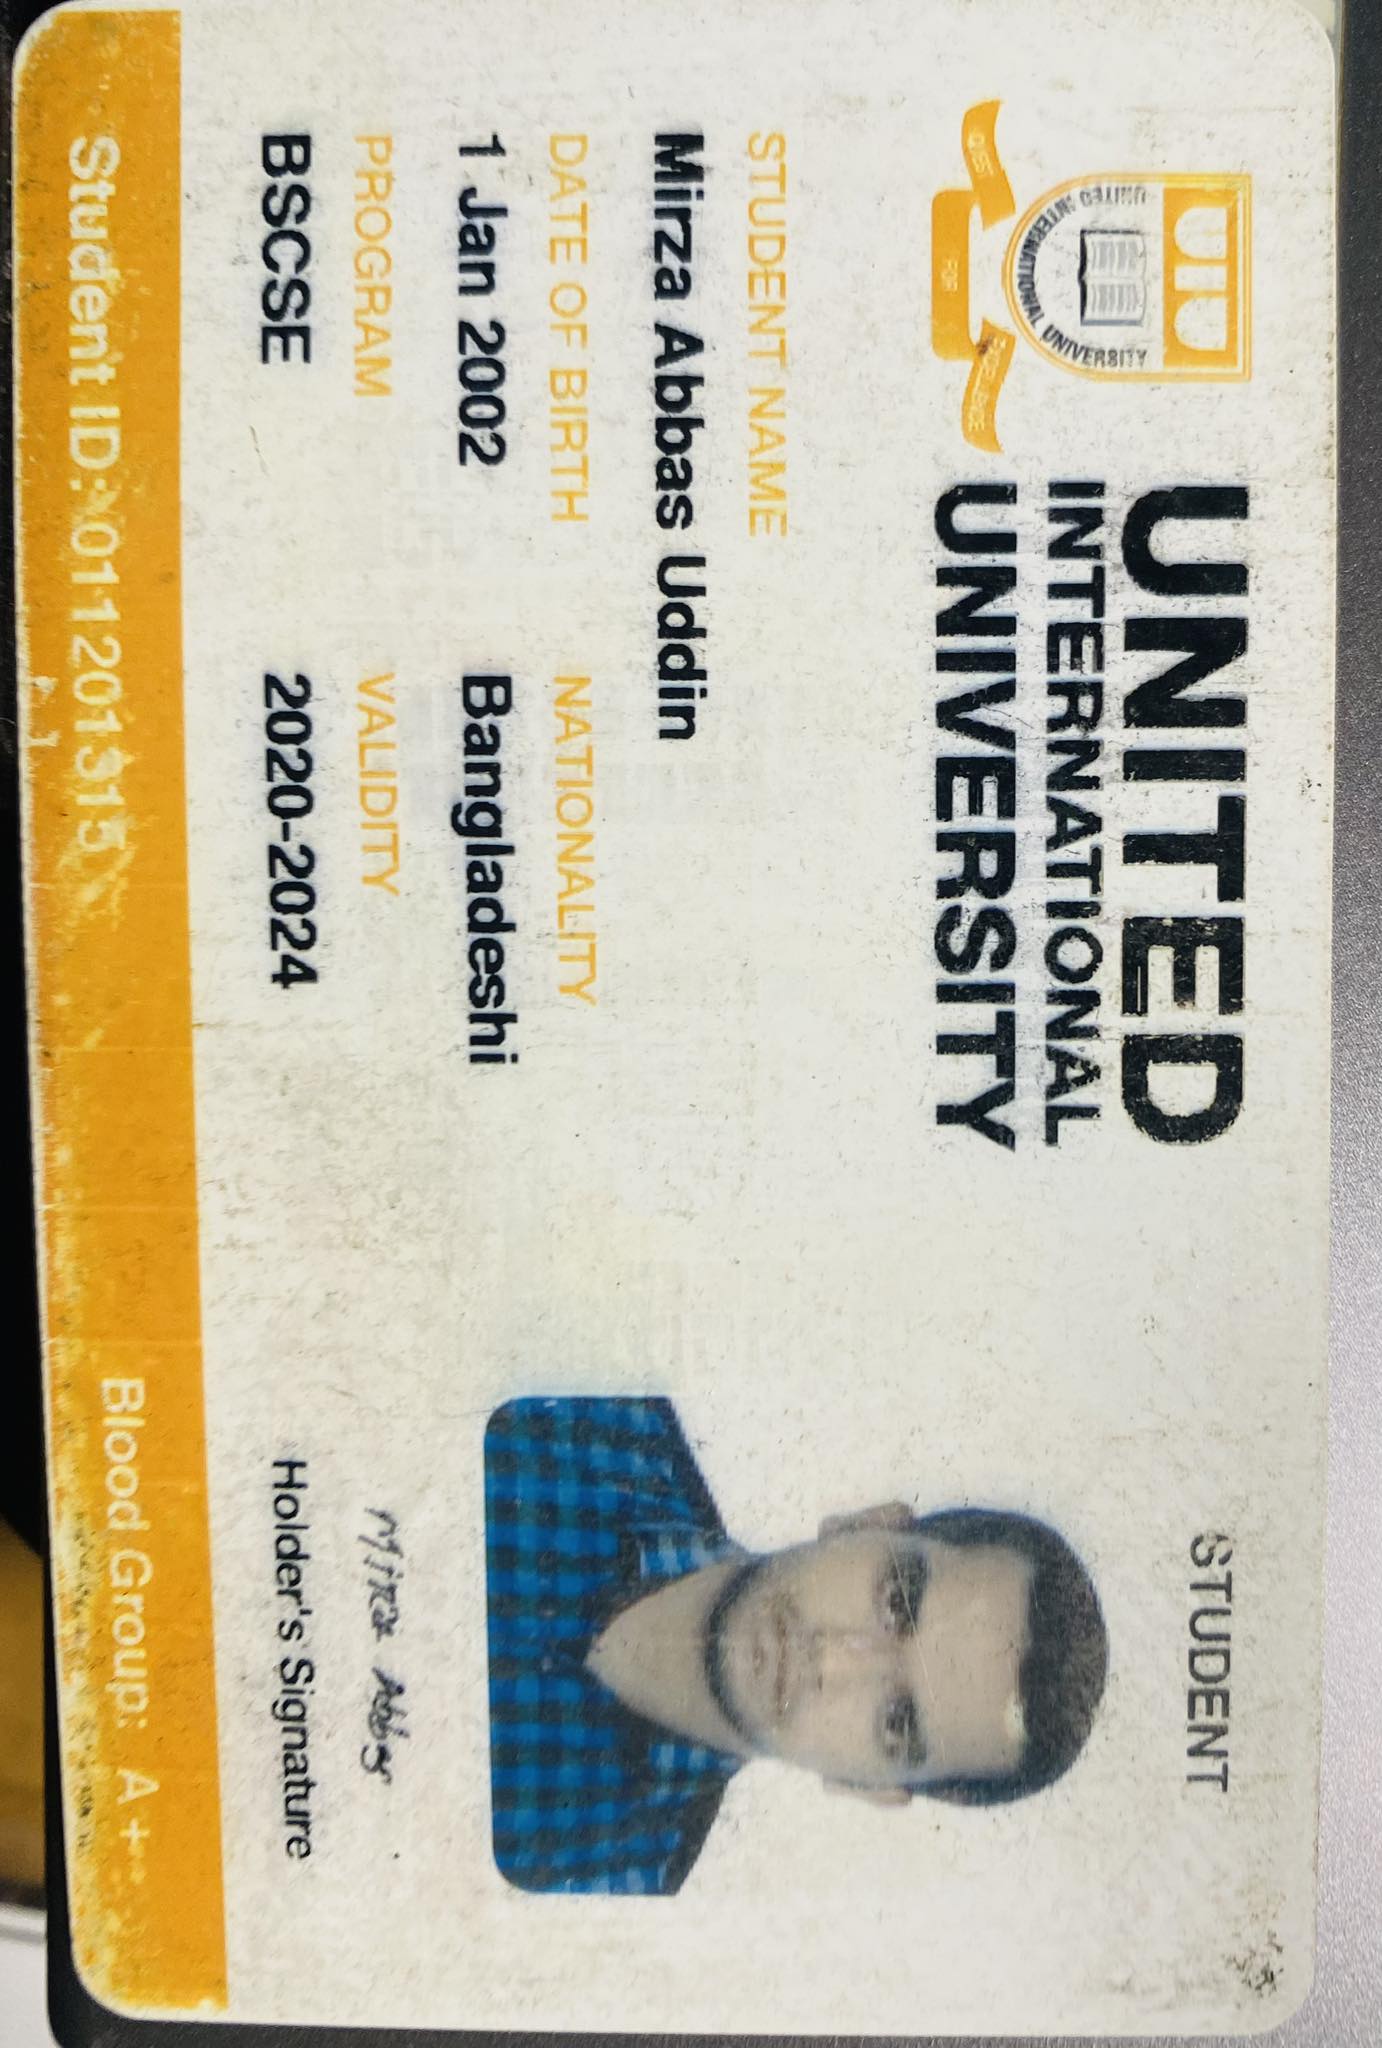 UIU
UNITED INTERNATIONAL UNIVERSITY
QUEST FOR EXCELLENCE
UNITED
INTERNATIONAL
UNIVERSITY
STUDENT
STUDENT NAME
Mirza Abbas Uddin
DATE OF BIRTH
1 Jan 2002
NATIONALITY
Bangladeshi
PROGRAM
BSCSE
VALIDITY
2020-2024
Mirza Abbas
Holder's Signature
Student ID: 011201315
Blood Group: A +